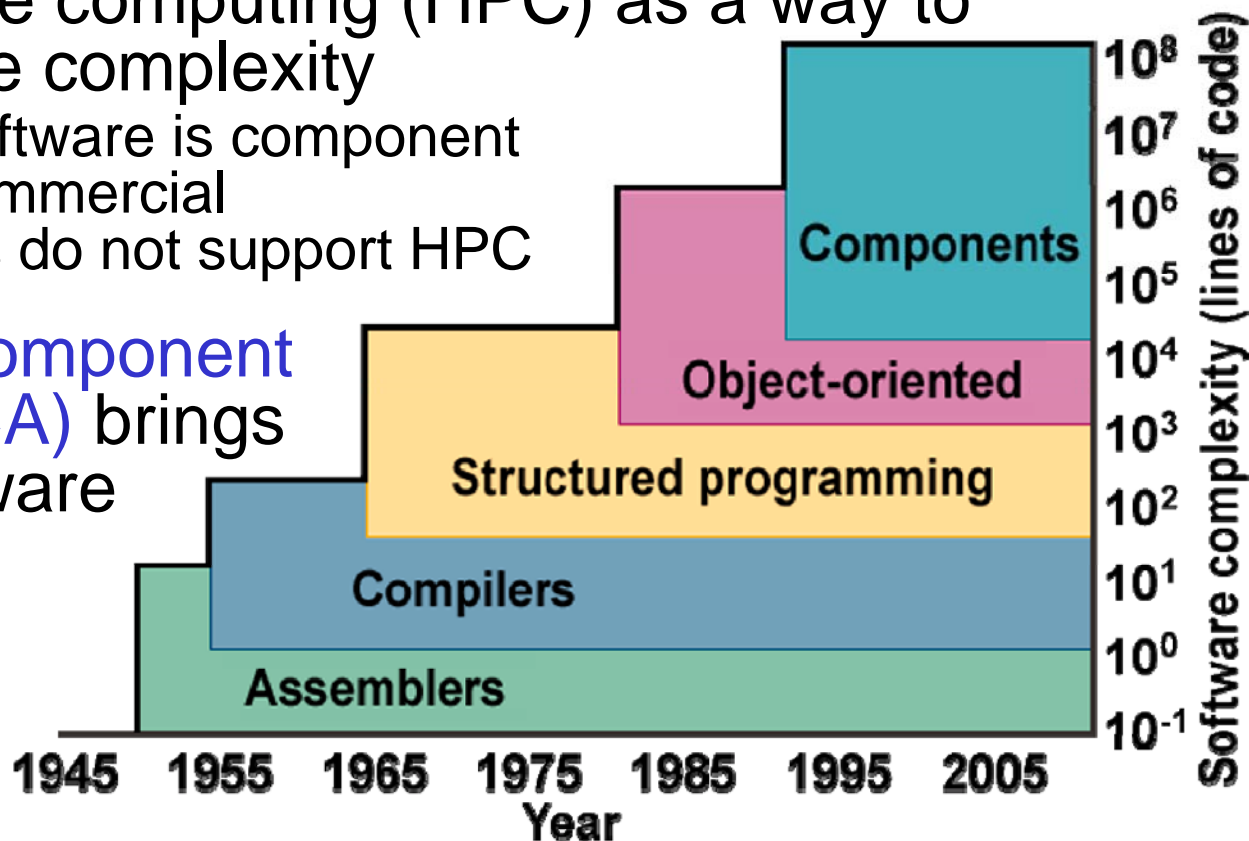 e computing (HPC) as a way to
e complexity
ftware is component
mmercial
do not support HPC
omponent
A) brings
ware
Components
Object-oriented
Structured programming
Compilers
Assemblers
10⁸
10⁷
10⁶
10⁵
10⁴
10³
10²
10¹
10⁰
10⁻¹
Software complexity (lines of code)
1945 1955 1965 1975 1985 1995 2005
Year